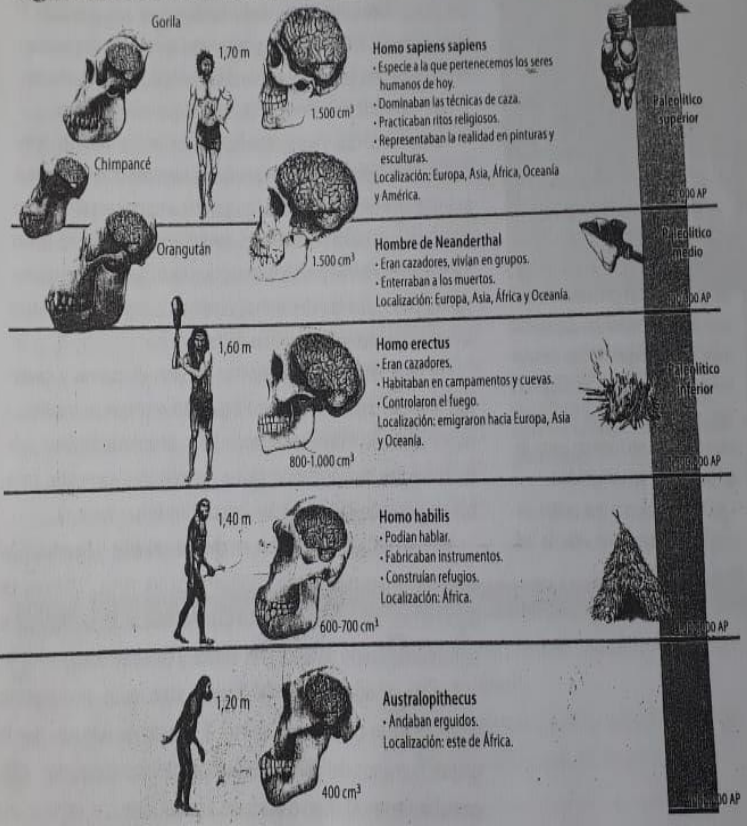 Gorila
Chimpancé
Orangután
1,70 m
1.500 cm³
Homo sapiens sapiens
· Especie a la que pertenecemos los seres
humanos de hoy.
· Dominaban las técnicas de caza.
· Practicaban ritos religiosos.
· Representaban la realidad en pinturas y
esculturas.
Localización: Europa, Asia, África, Oceanía
y América.
Paleolítico
superior
AP
1.500 cm³
Hombre de Neanderthal
· Eran cazadores, vivían en grupos.
· Enterraban a los muertos.
Localización: Europa, Asia, África y Oceanía.
Paleolítico
medio
AP
1,60 m
800-1.000 cm³
Homo erectus
· Eran cazadores.
· Habitaban en campamentos y cuevas.
· Controlaron el fuego.
Localización: emigraron hacia Europa, Asia
y Oceanía.
Paleolítico
inferior
AP
1,40 m
600-700 cm³
Homo habilis
· Podían hablar.
· Fabricaban instrumentos.
· Construían refugios.
Localización: África.
AP
1,20 m
400 cm³
Australopithecus
· Andaban erguidos.
Localización: este de África.
AP